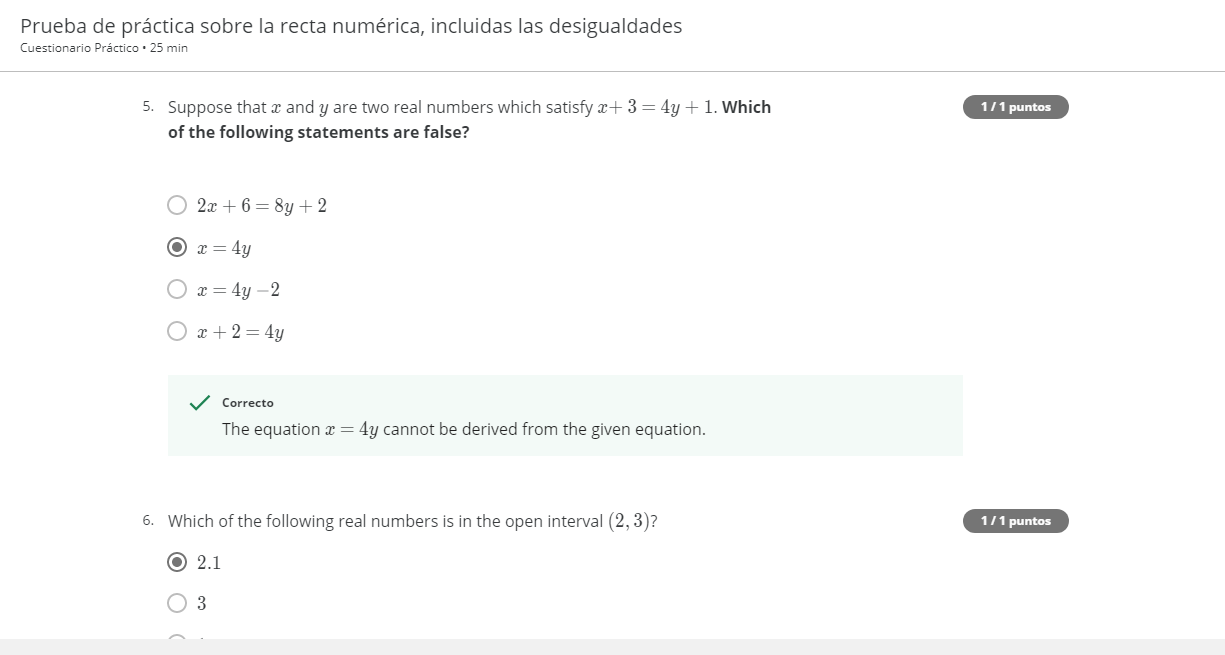 Prueba de práctica sobre la recta numérica, incluidas las desigualdades
Cuestionario Práctico • 25 min
5. Suppose that x and y are two real numbers which satisfy x+ 3 = 4y + 1. Which
1 / 1 puntos
of the following statements are false?
2x + 6 = 8y + 2
x = 4y
x = 4y −2
x + 2 = 4y
Correcto
The equation x = 4y cannot be derived from the given equation.
6. Which of the following real numbers is in the open interval (2, 3)?
1 / 1 puntos
2.1
3